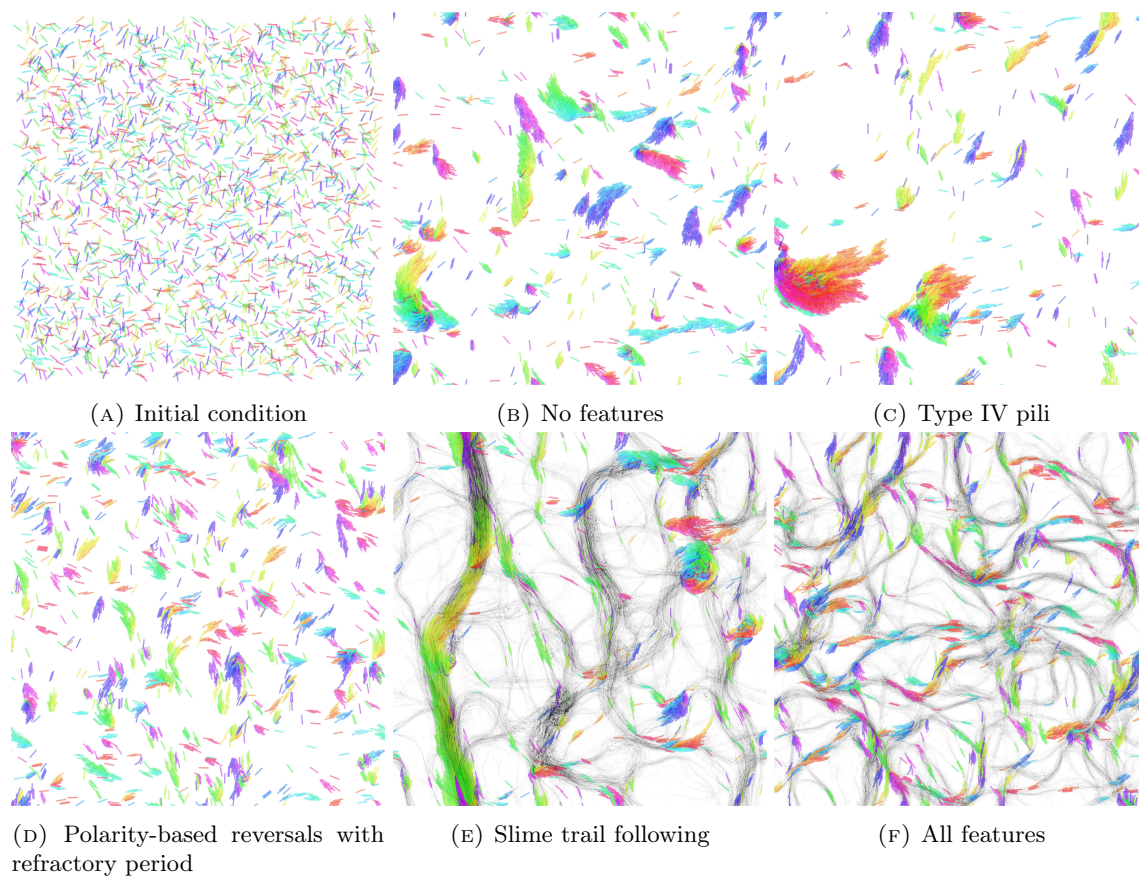 (A) Initial condition
(B) No features
(C) Type IV pili
(D) Polarity-based reversals with
refractory period
(E) Slime trail following
(F) All features